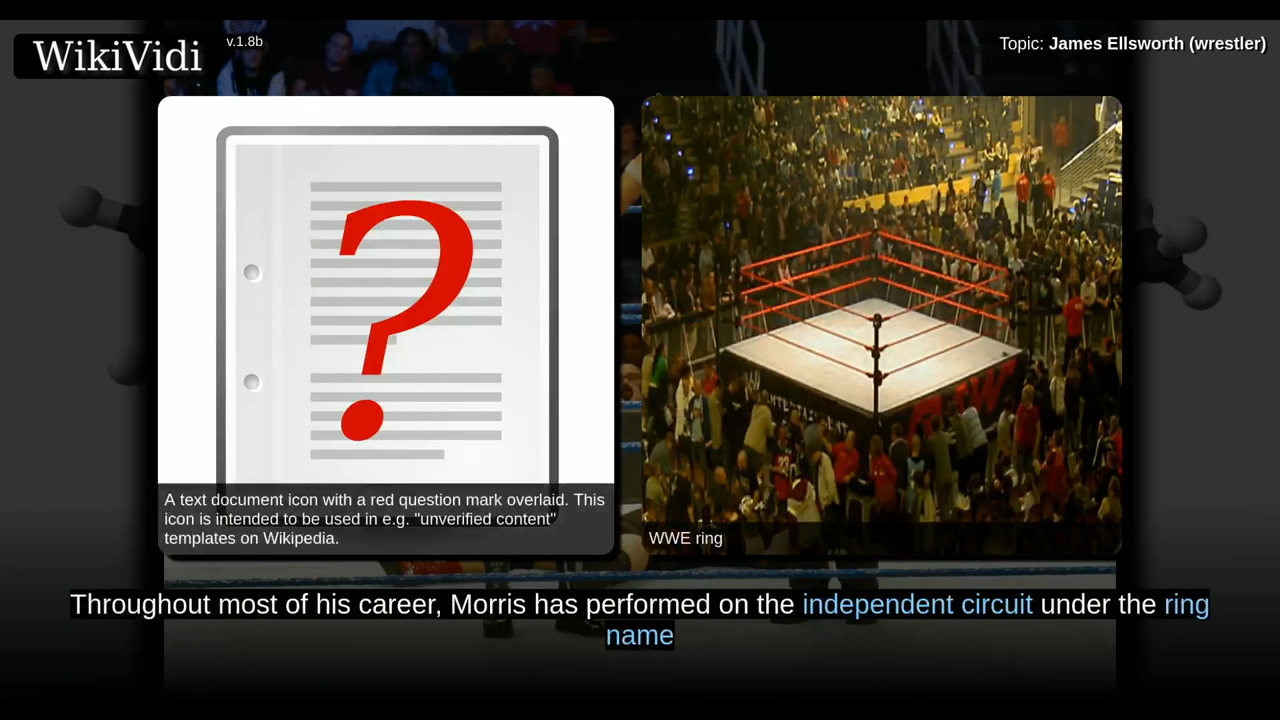 WikiVidi
v.1.8b
Topic: James Ellsworth (wrestler)
A text document icon with a red question mark overlaid. This
icon is intended to be used in e.g. "unverified content"
templates on Wikipedia.
WWE ring
Throughout most of his career, Morris has performed on the independent circuit under the ring
name